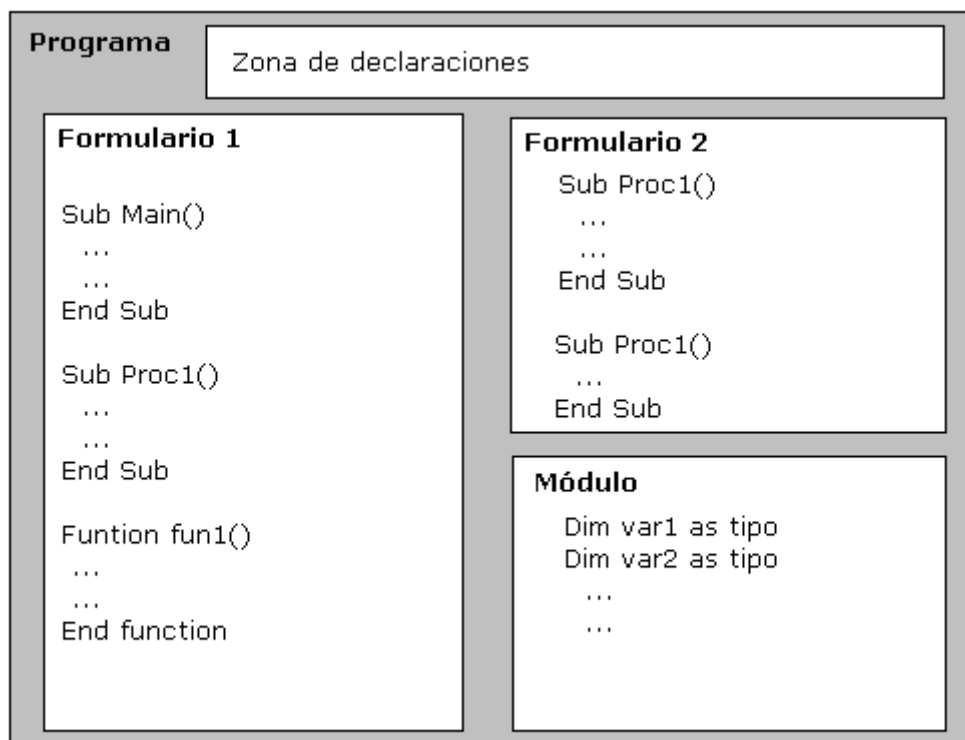 Programa
Zona de declaraciones
Formulario 1
Sub Main()
...
...
End Sub
Sub Proc1()
...
...
End Sub
Funtion fun1()
...
...
End function
Formulario 2
Sub Proc1()
...
...
End Sub
Sub Proc1()
...
End Sub
Módulo
Dim var1 as tipo
Dim var2 as tipo
...
...